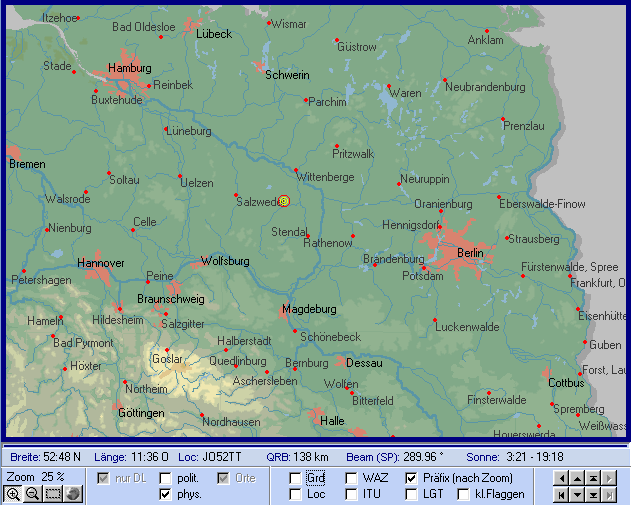 Itzehoe
Bad Oldesloe
Lübeck
Wismar
Güstrow
Anklam
Stade
Hamburg
Schwerin
Reinbek
Buxtehude
Parchim
Waren
Neubrandenburg
Lüneburg
Prenzlau
Bremen
Pritzwalk
Soltau
Uelzen
Wittenberge
Neuruppin
Walsrode
Salzwedel
Oranienburg
Eberswalde-Finow
Nienburg
Celle
Stendal
Rathenow
Hennigsdorf
Strausberg
Hannover
Wolfsburg
Brandenburg
Berlin
Petershagen
Peine
Potsdam
Fürstenwalde, Spree
Frankfurt, O
Braunschweig
Hameln
Hildesheim
Salzgitter
Magdeburg
Luckenwalde
Eisenhütte
Bad Pyrmont
Goslar
Halberstadt
Schönebeck
Guben
Höxter
Quedlinburg
Bernburg
Dessau
Forst, Lau
Northeim
Aschersleben
Wolfen
Bitterfeld
Cottbus
Göttingen
Nordhausen
Halle
Finsterwalde
Spremberg
Hoyerswerda
Weißwass
Breite: 52:48 N Länge: 11:36 O Loc: JO52TT QRB: 138 km Beam (SP): 289.96 ° Sonne: 3:21 - 19:18
Zoom 25 % nur DL polit. Orte Grd WAZ Präfix (nach Zoom)
phys. Loc ITU LGT kl.Flaggen